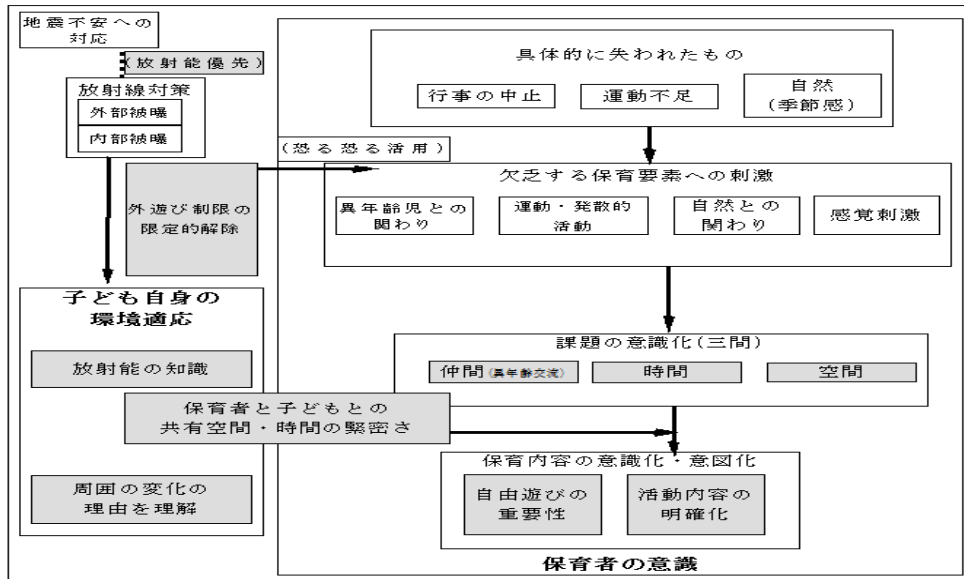 地震不安への
対応
(放射能優先)
放射線対策
外部被曝
内部被曝
外遊び制限の
限定的解除
子ども自身の
環境適応
放射能の知識
周囲の変化の
理由を理解
保育者と子どもとの
共有空間・時間の緊密さ
具体的に失われたもの
行事の中止
運動不足
自然
(季節感)
(恐る恐る活用)
欠乏する保育要素への刺激
異年齢児との
関わり
運動・発散的
活動
自然との
関わり
感覚刺激
課題の意識化(三間)
仲間(異年齢交流)
時間
空間
保育内容の意識化・意図化
自由遊びの
重要性
活動内容の
明確化
保育者の意識